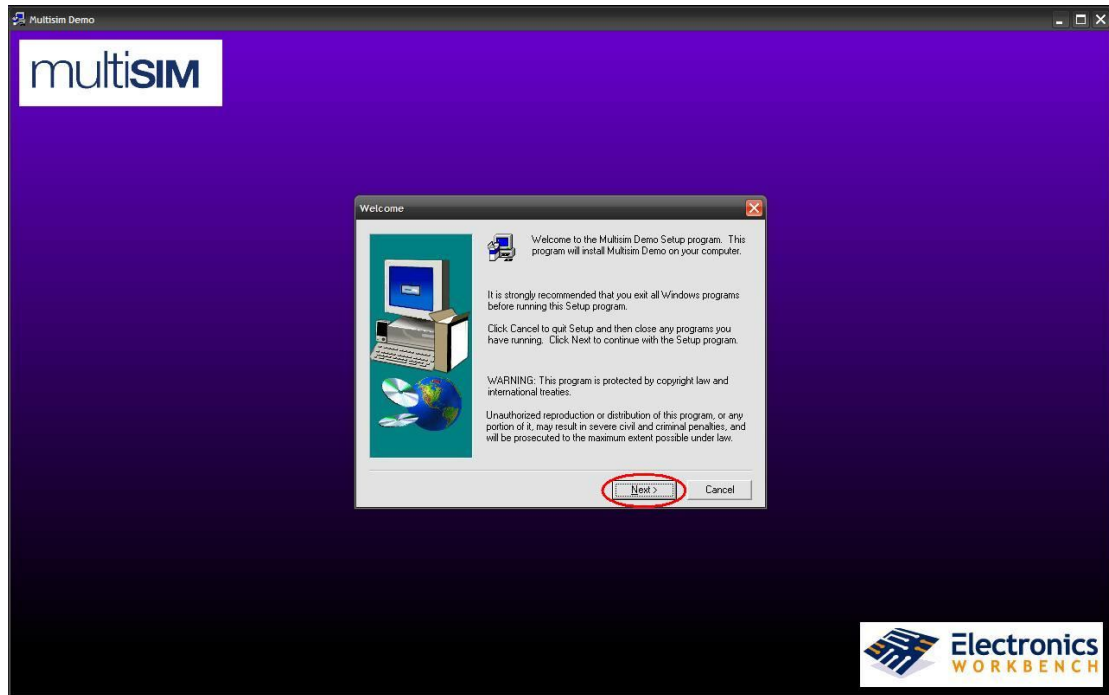 Multisim Demo
multiSIM
Welcome
Welcome to the Multisim Demo Setup program. This
program will install Multisim Demo on your computer.
It is strongly recommended that you exit all Windows programs
before running this Setup program.
Click Cancel to quit Setup and then close any programs you
have running. Click Next to continue with the Setup program.
WARNING: This program is protected by copyright law and
international treaties.
Unauthorized reproduction or distribution of this program, or any
portion of it, may result in severe civil and criminal penalties, and
will be prosecuted to the maximum extent possible under law.
Next > Cancel
Electronics
WORKBENCH